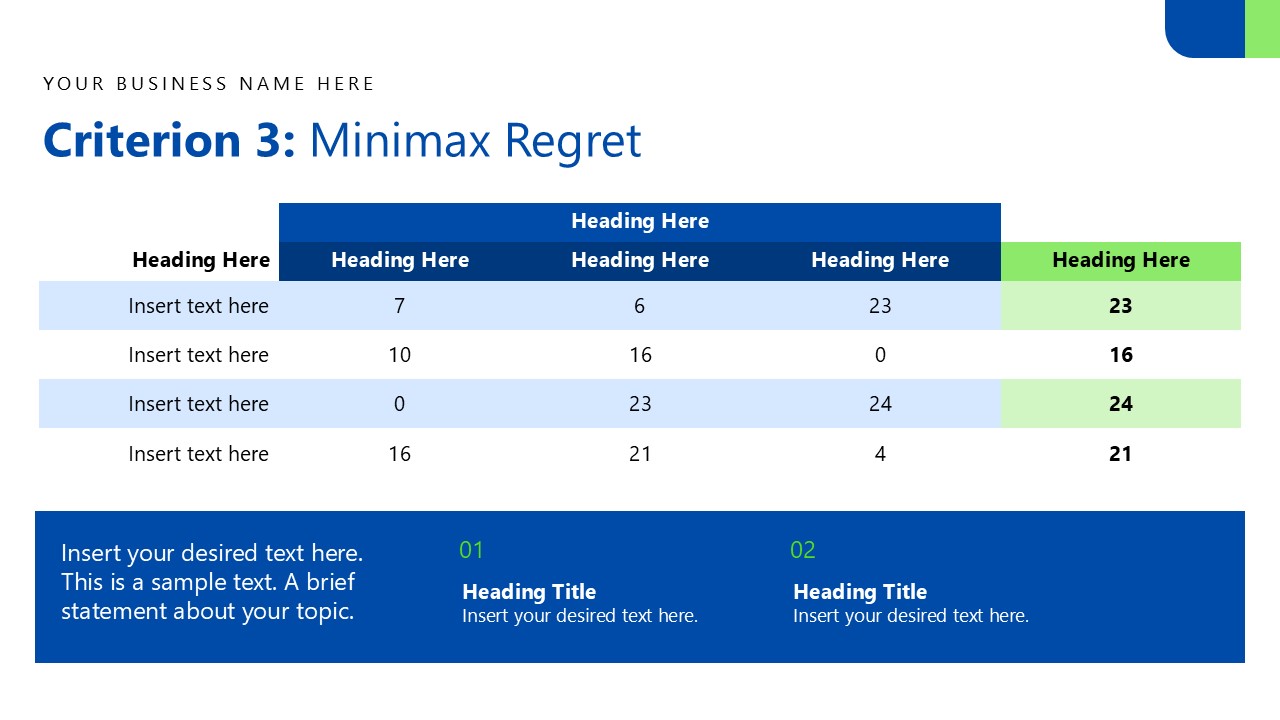 YOUR BUSINESS NAME HERE
Criterion 3: Minimax Regret
Heading Here
Heading Here Heading Here Heading Here Heading Here Heading Here
Insert text here 7 6 23 23
Insert text here 10 16 0 16
Insert text here 0 23 24 24
Insert text here 16 21 4 21
Insert your desired text here.
This is a sample text. A brief
statement about your topic.
01
Heading Title
Insert your desired text here.
02
Heading Title
Insert your desired text here.